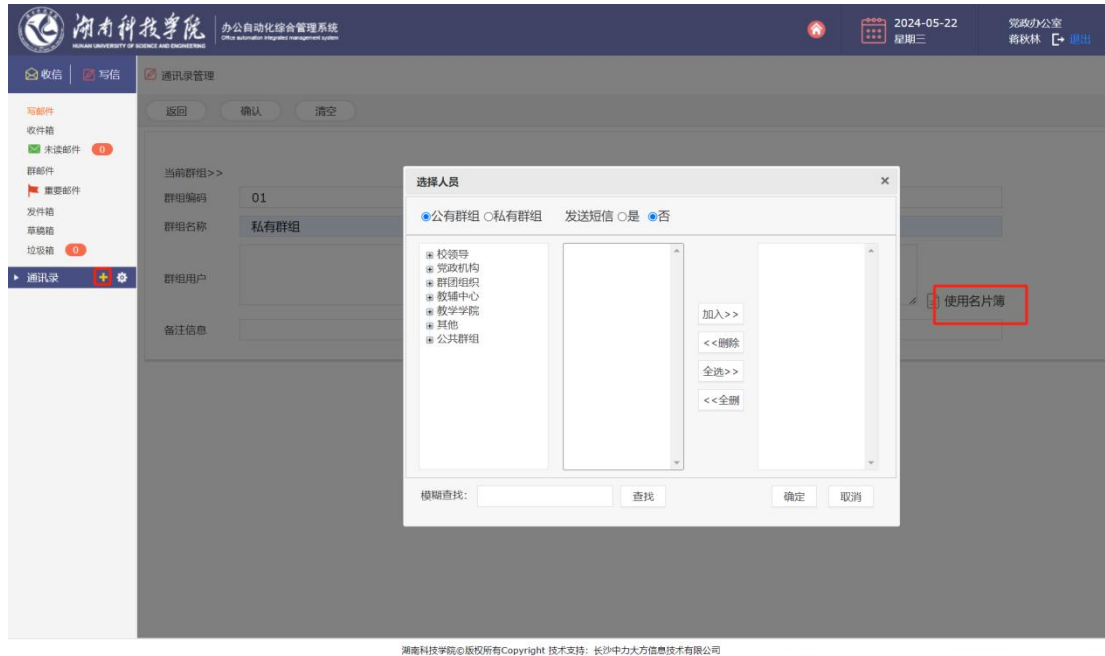 湖南科技学院
HUNAN UNIVERSITY OF SCIENCE AND ENGINEERING
办公自动化综合管理系统
Office automation integrated management system
2024-05-22
星期三
党政办公室
蒋秋林 退出
收信 写信
通讯录管理
返回 确认 清空
写邮件
收件箱
未读邮件 0
群邮件
重要邮件
发件箱
草稿箱
垃圾箱 0
通讯录
当前群组>>
群组编码 01
群组名称 私有群组
群组用户
使用名片簿
备注信息
选择人员 ×
公有群组 私有群组 发送短信 是 否
校领导
党政机构
群团组织
教辅中心
教学学院
其他
公共群组
加入>>
<<删除
全选>>
<<全删
模糊查找: 查找 确定 取消
湖南科技学院©版权所有Copyright 技术支持：长沙中力大方信息技术有限公司